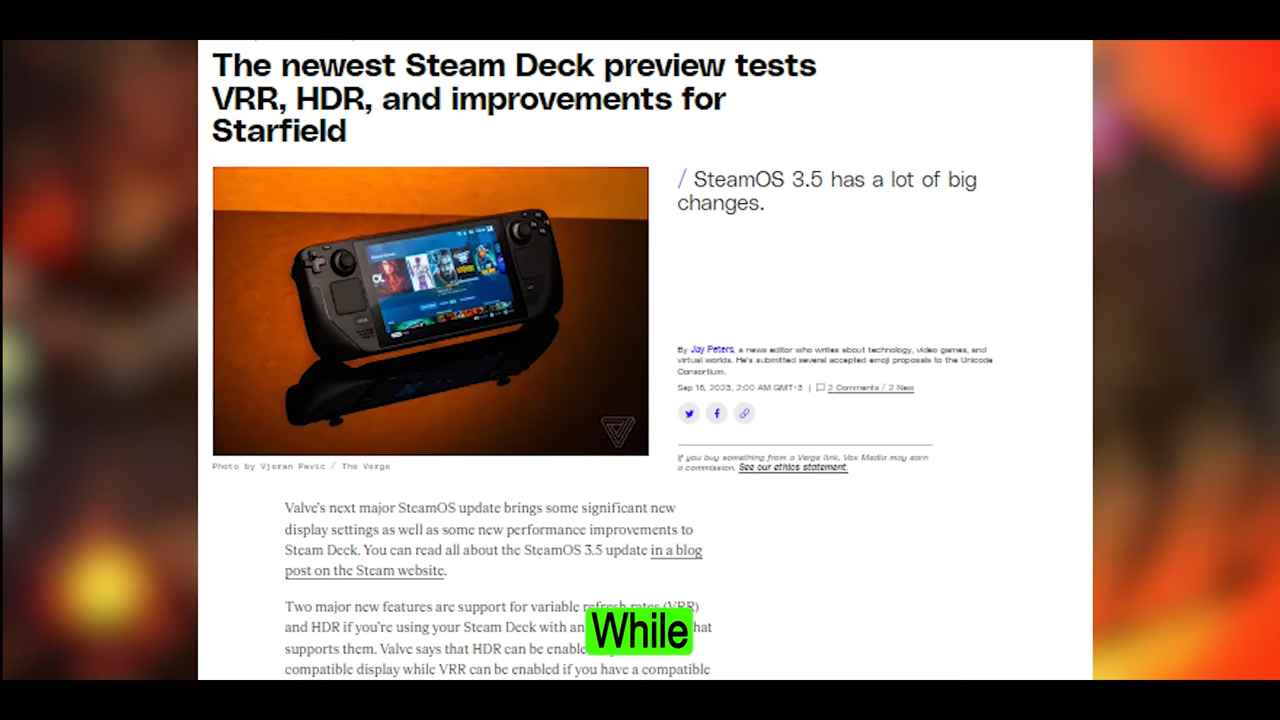 The newest Steam Deck preview tests
VRR, HDR, and improvements for
Starfield
/ SteamOS 3.5 has a lot of big
changes.
By Jay Peters, a news editor who writes about technology, video games, and
virtual worlds. He's submitted several accepted emoji proposals to the Unicode
Consortium.
2:00 AM GMT+3 | 2 Comments / 2 New
If you buy something from a Verge link, Vox Media may earn
a commission. See our ethics statement.
Photo by Vjeran Pavic / The Verge
Valve's next major SteamOS update brings some significant new
display settings as well as some new performance improvements to
Steam Deck. You can read all about the SteamOS 3.5 update in a blog
post on the Steam website.
Two major new features are support for variable refresh rates (VRR)
and HDR if you're using your Steam Deck with an
supports them. Valve says that HDR can be
compatible display while VRR can be enabled if you have a compatible
While